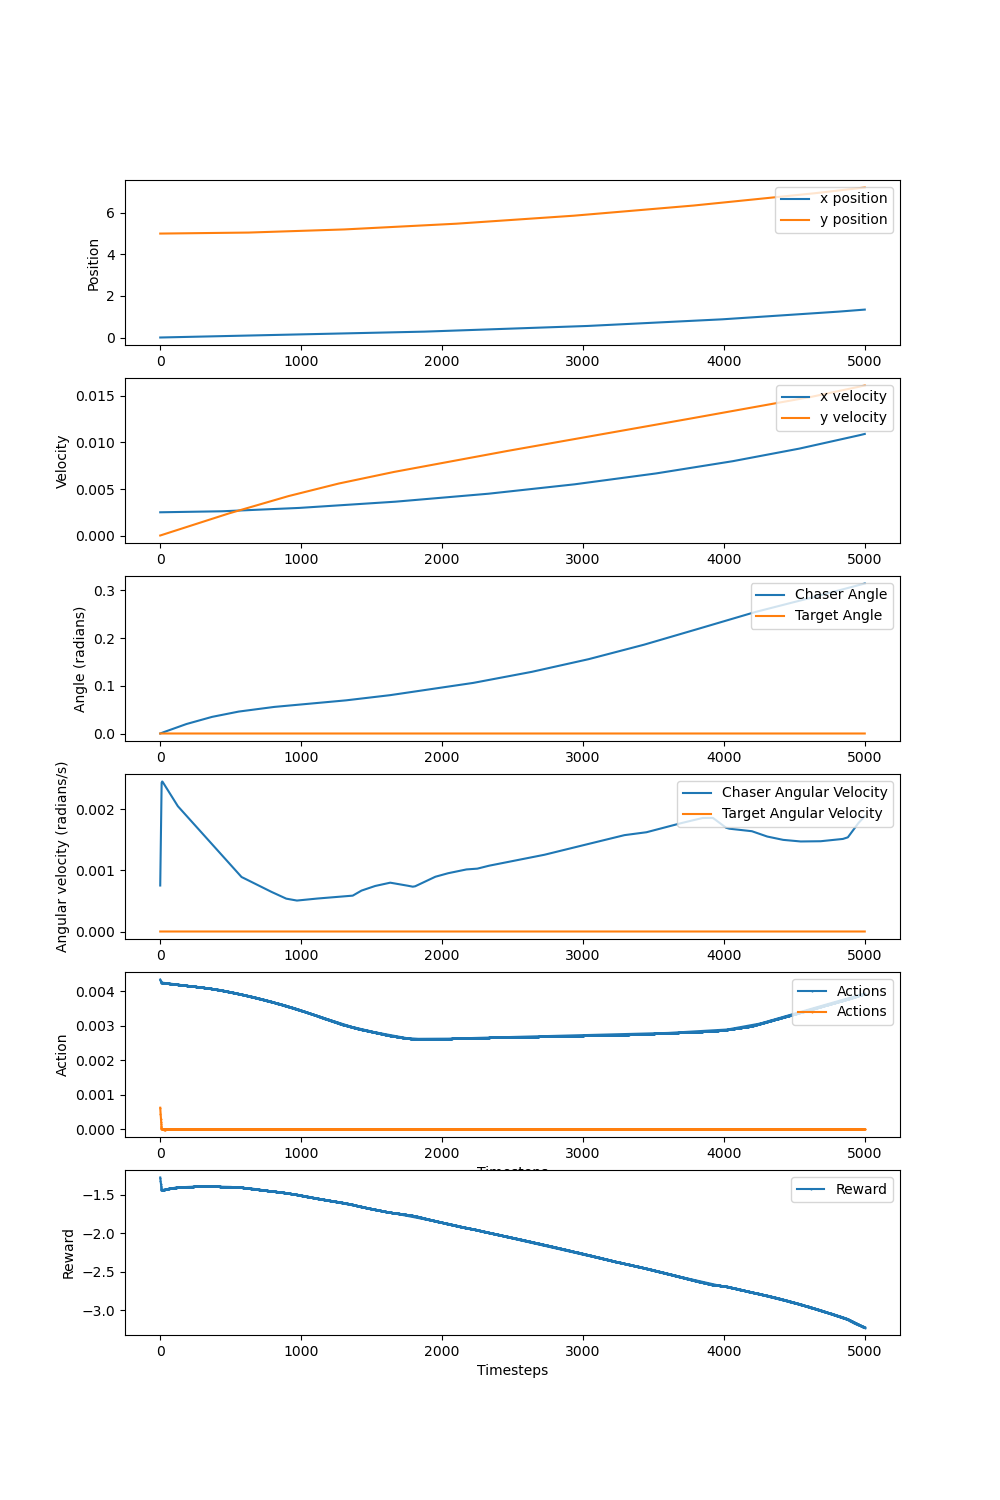 x position
y position
Position
6
4
2
0
0 1000 2000 3000 4000 5000
x velocity
y velocity
Velocity
0.015
0.010
0.005
0.000
0 1000 2000 3000 4000 5000
Chaser Angle
Target Angle
Angle (radians)
0.3
0.2
0.1
0.0
0 1000 2000 3000 4000 5000
Chaser Angular Velocity
Target Angular Velocity
Angular velocity (radians/s)
0.002
0.001
0.000
0 1000 2000 3000 4000 5000
Actions
Actions
Action
0.004
0.003
0.002
0.001
0.000
0 1000 2000 3000 4000 5000
Timesteps
Reward
Reward
−1.5
−2.0
−2.5
−3.0
0 1000 2000 3000 4000 5000
Timesteps